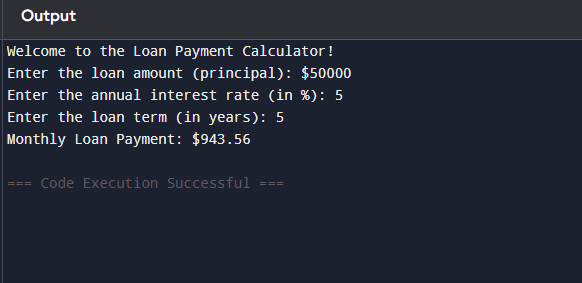 Output
Welcome to the Loan Payment Calculator!
Enter the loan amount (principal): $50000
Enter the annual interest rate (in %): 5
Enter the loan term (in years): 5
Monthly Loan Payment: $943.56
=== Code Execution Successful ===